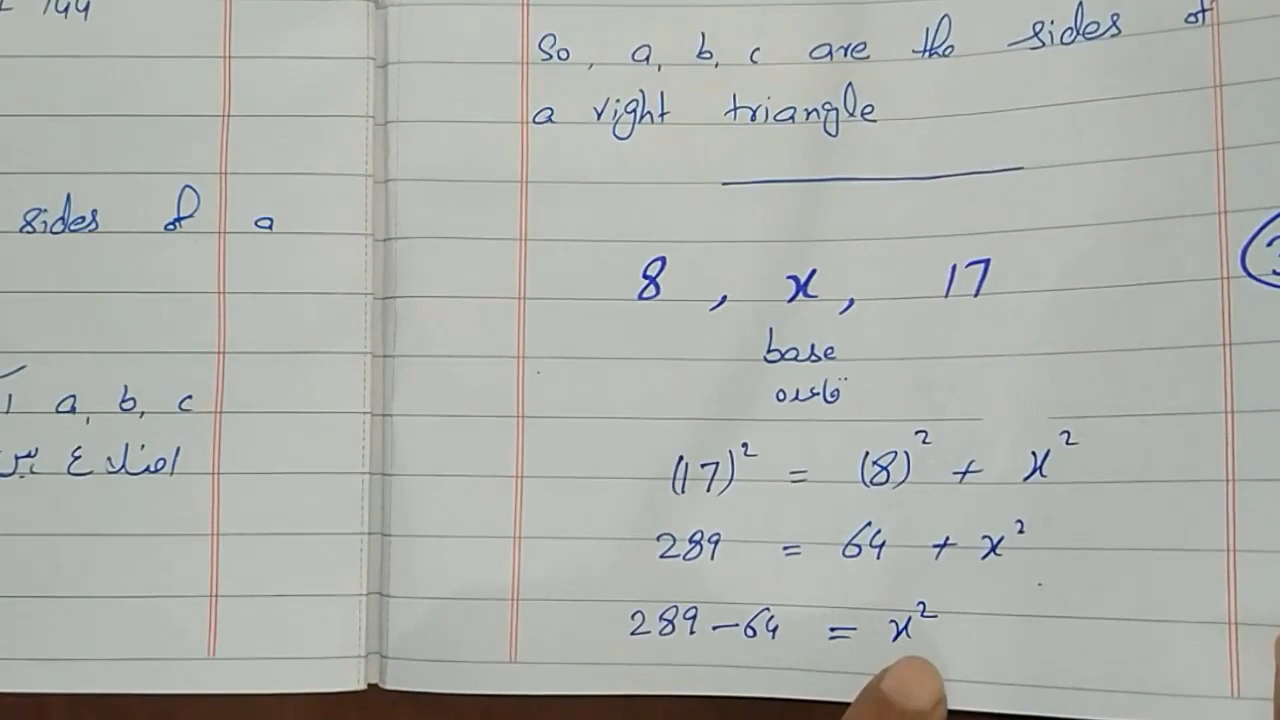 144
sides of a
a, b, c
اضلاع ہیں
So, a, b, c are the sides of
a right triangle
8 , x , 17
base
قاعدہ
(17)² = (8)² + x²
289 = 64 + x²
289 – 64 = x²